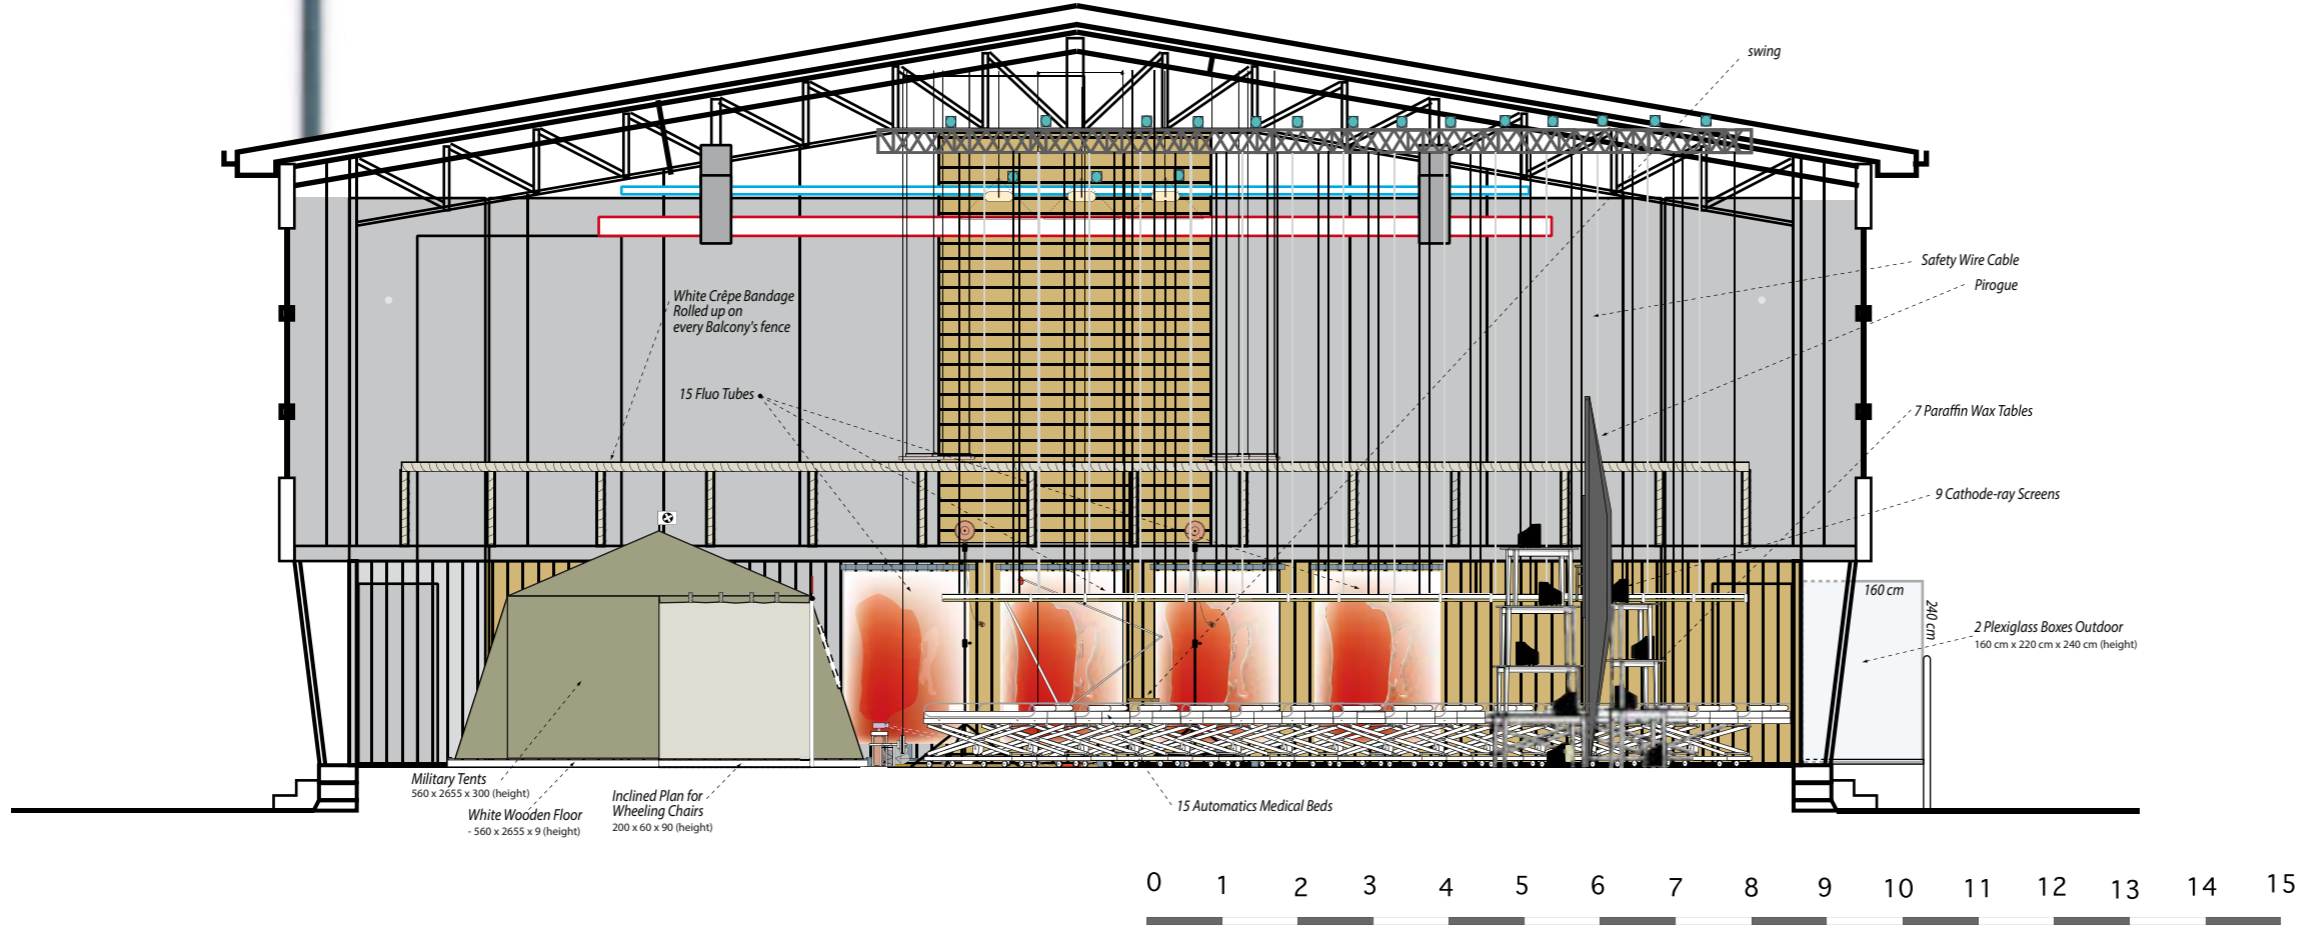 swing
Safety Wire Cable
Pirogue
White Crêpe Bandage
Rolled up on
every Balcony's fence
15 Fluo Tubes
7 Paraffin Wax Tables
9 Cathode-ray Screens
160 cm
240 cm
2 Plexiglass Boxes Outdoor
160 cm x 220 cm x 240 cm (height)
Military Tents
560 x 2655 x 300 (height)
White Wooden Floor
- 560 x 2655 x 9 (height)
Inclined Plan for
Wheeling Chairs
200 x 60 x 90 (height)
15 Automatics Medical Beds
0 1 2 3 4 5 6 7 8 9 10 11 12 13 14 15